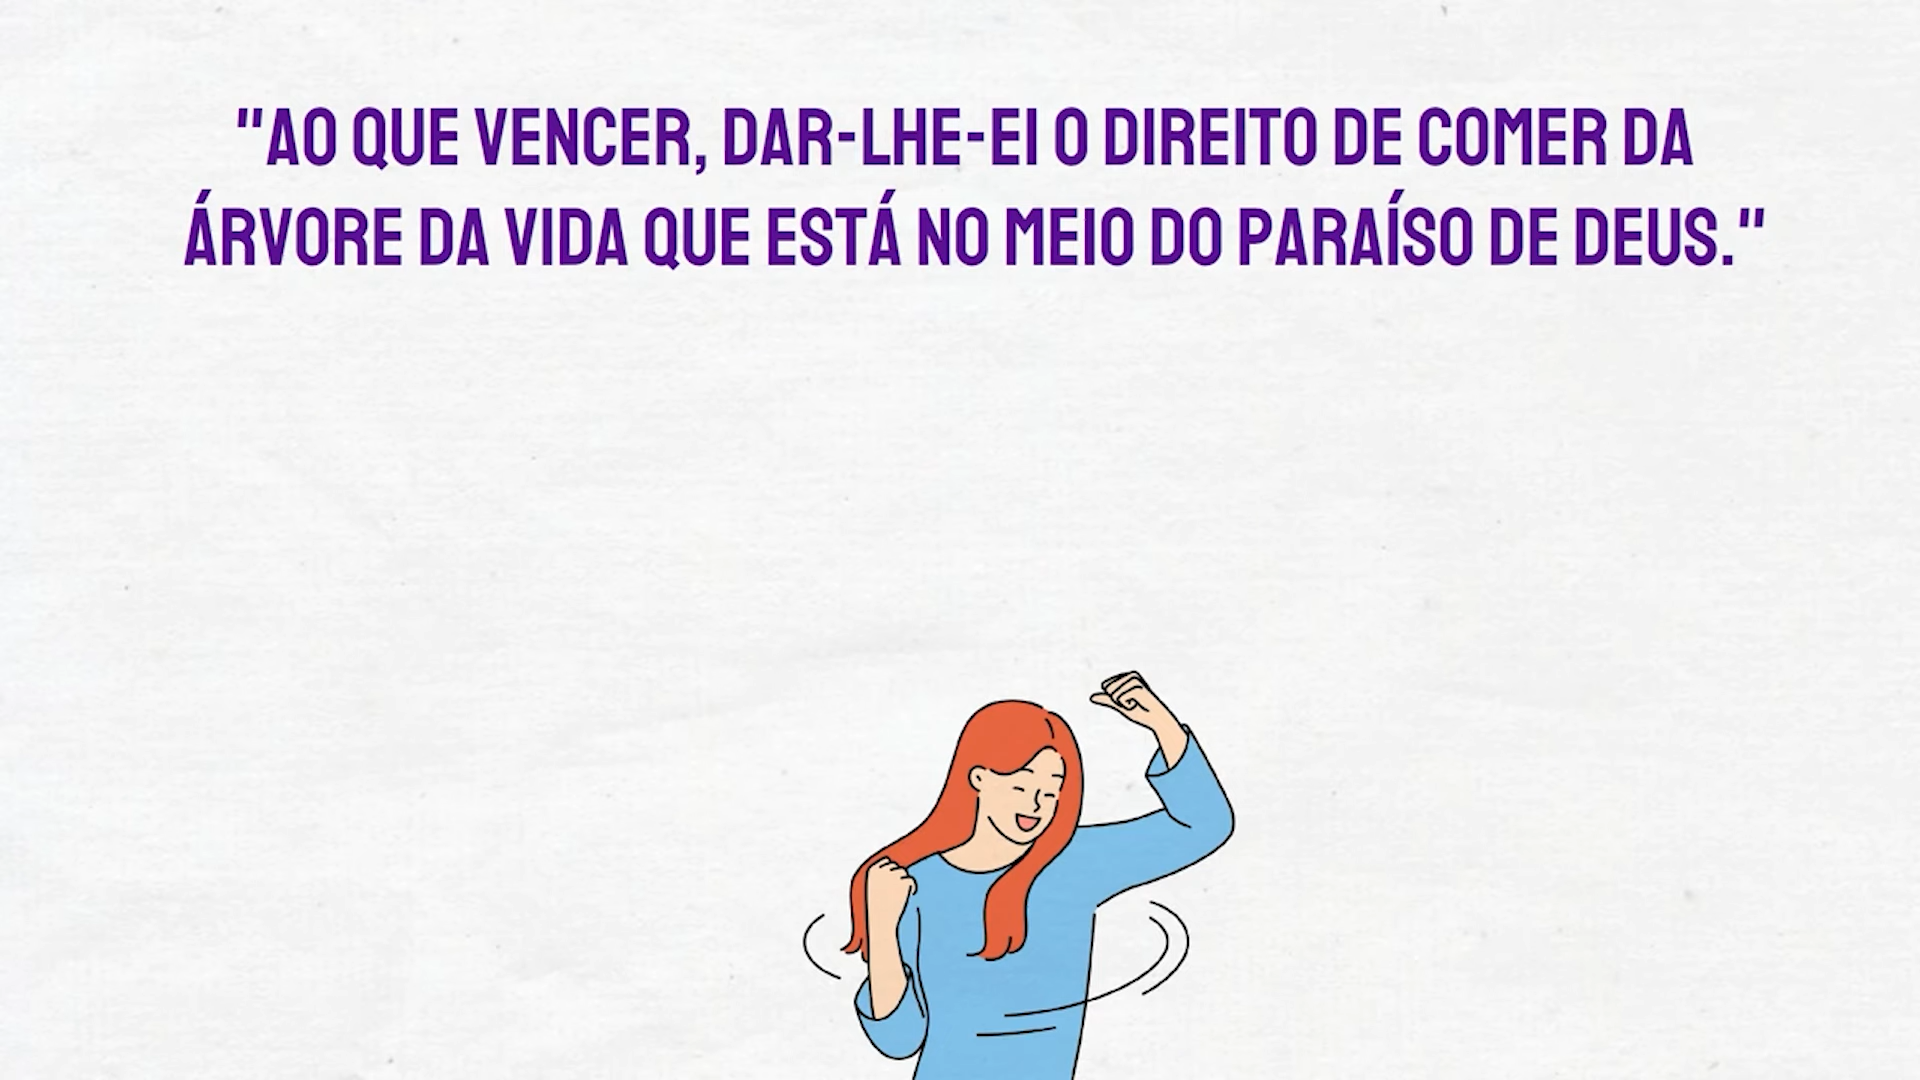 "AO QUE VENCER, DAR-LHE-EI O DIREITO DE COMER DA
ÁRVORE DA VIDA QUE ESTÁ NO MEIO DO PARAÍSO DE DEUS."